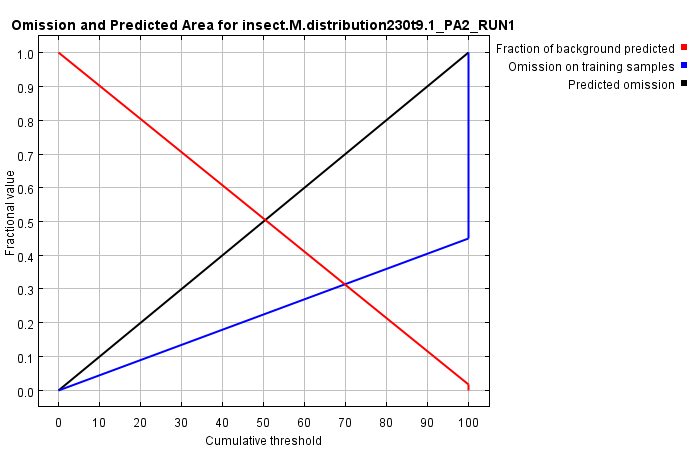 Omission and Predicted Area for insect.M.distribution230t9.1_PA2_RUN1
Fraction of background predicted
Omission on training samples
Predicted omission
Fractional value
1.0
0.9
0.8
0.7
0.6
0.5
0.4
0.3
0.2
0.1
0.0
0 10 20 30 40 50 60 70 80 90 100
Cumulative threshold